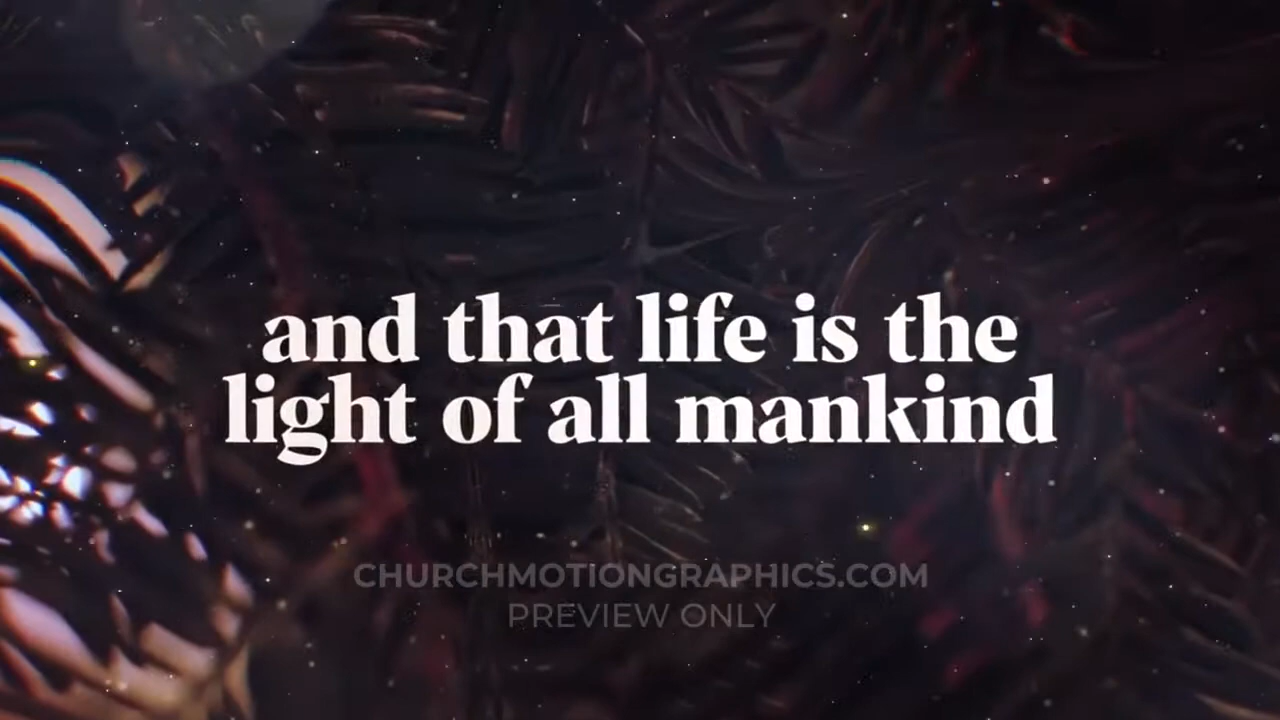 and that life is the
light of all mankind
CHURCHMOTIONGRAPHICS.COM
PREVIEW ONLY